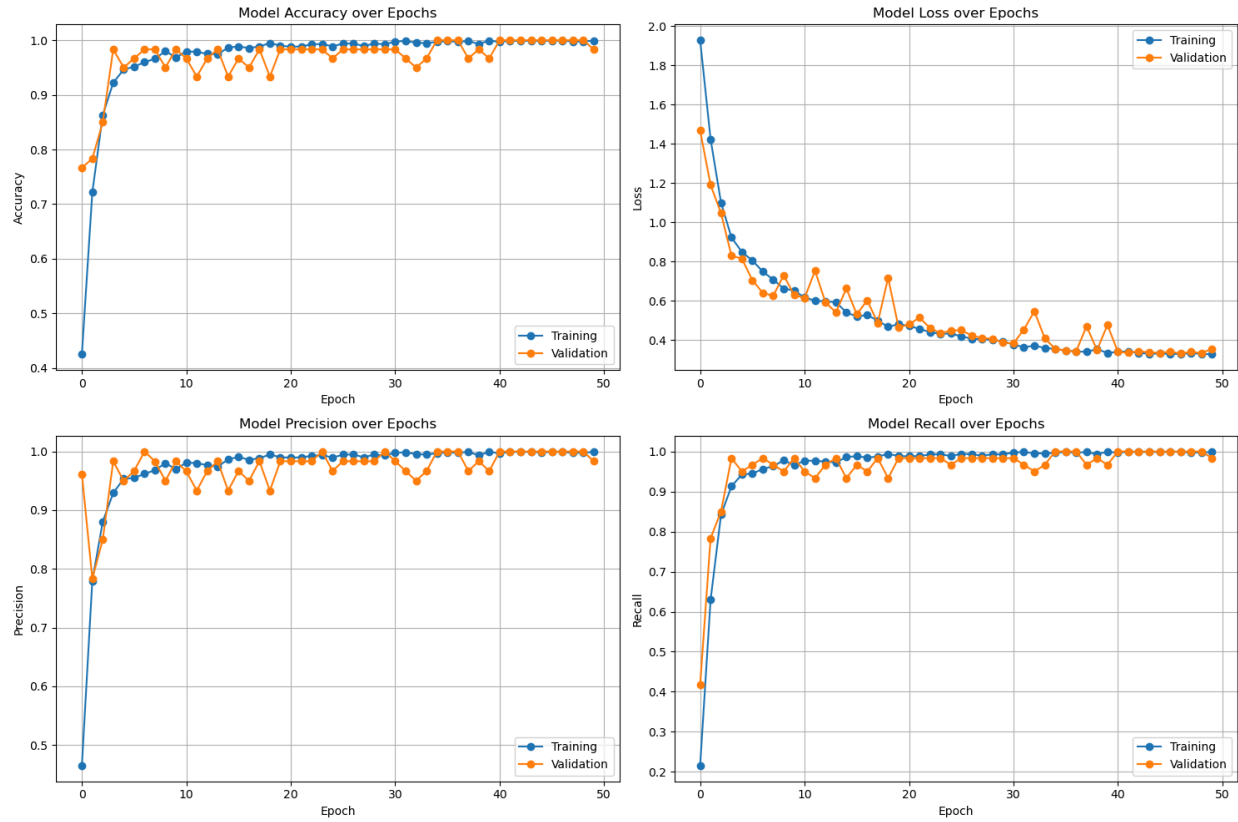 Model Accuracy over Epochs
1.0
0.9
0.8
0.7
0.6
0.5
0.4
Accuracy
0
10
20
30
40
50
Epoch
Training
Validation
Model Loss over Epochs
2.0
1.8
1.6
1.4
1.2
1.0
0.8
0.6
0.4
Loss
0
10
20
30
40
50
Epoch
Training
Validation
Model Precision over Epochs
1.0
0.9
0.8
0.7
0.6
0.5
Precision
0
10
20
30
40
50
Epoch
Training
Validation
Model Recall over Epochs
1.0
0.9
0.8
0.7
0.6
0.5
0.4
0.3
0.2
Recall
0
10
20
30
40
50
Epoch
Training
Validation